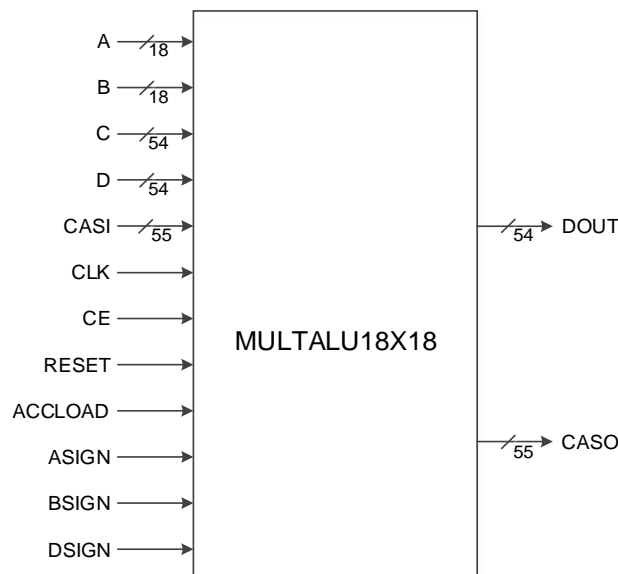 A
18
B
18
C
54
D
54
CASI
55
54
DOUT
CLK
CE
MULTALU18X18
RESET
ACCLOAD
55
CASO
ASIGN
BSIGN
DSIGN